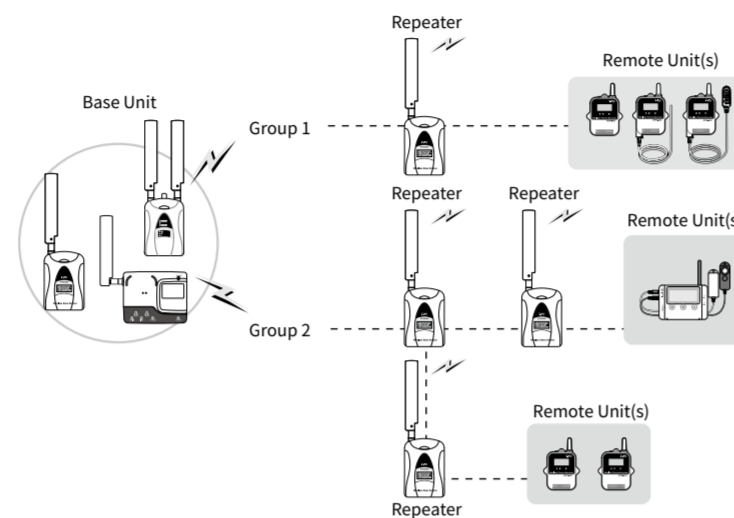 Repeater
Remote Unit(s)
Base Unit
Group 1
Repeater
Repeater
Remote Unit(s
Group 2
Remote Unit(s)
Repeater